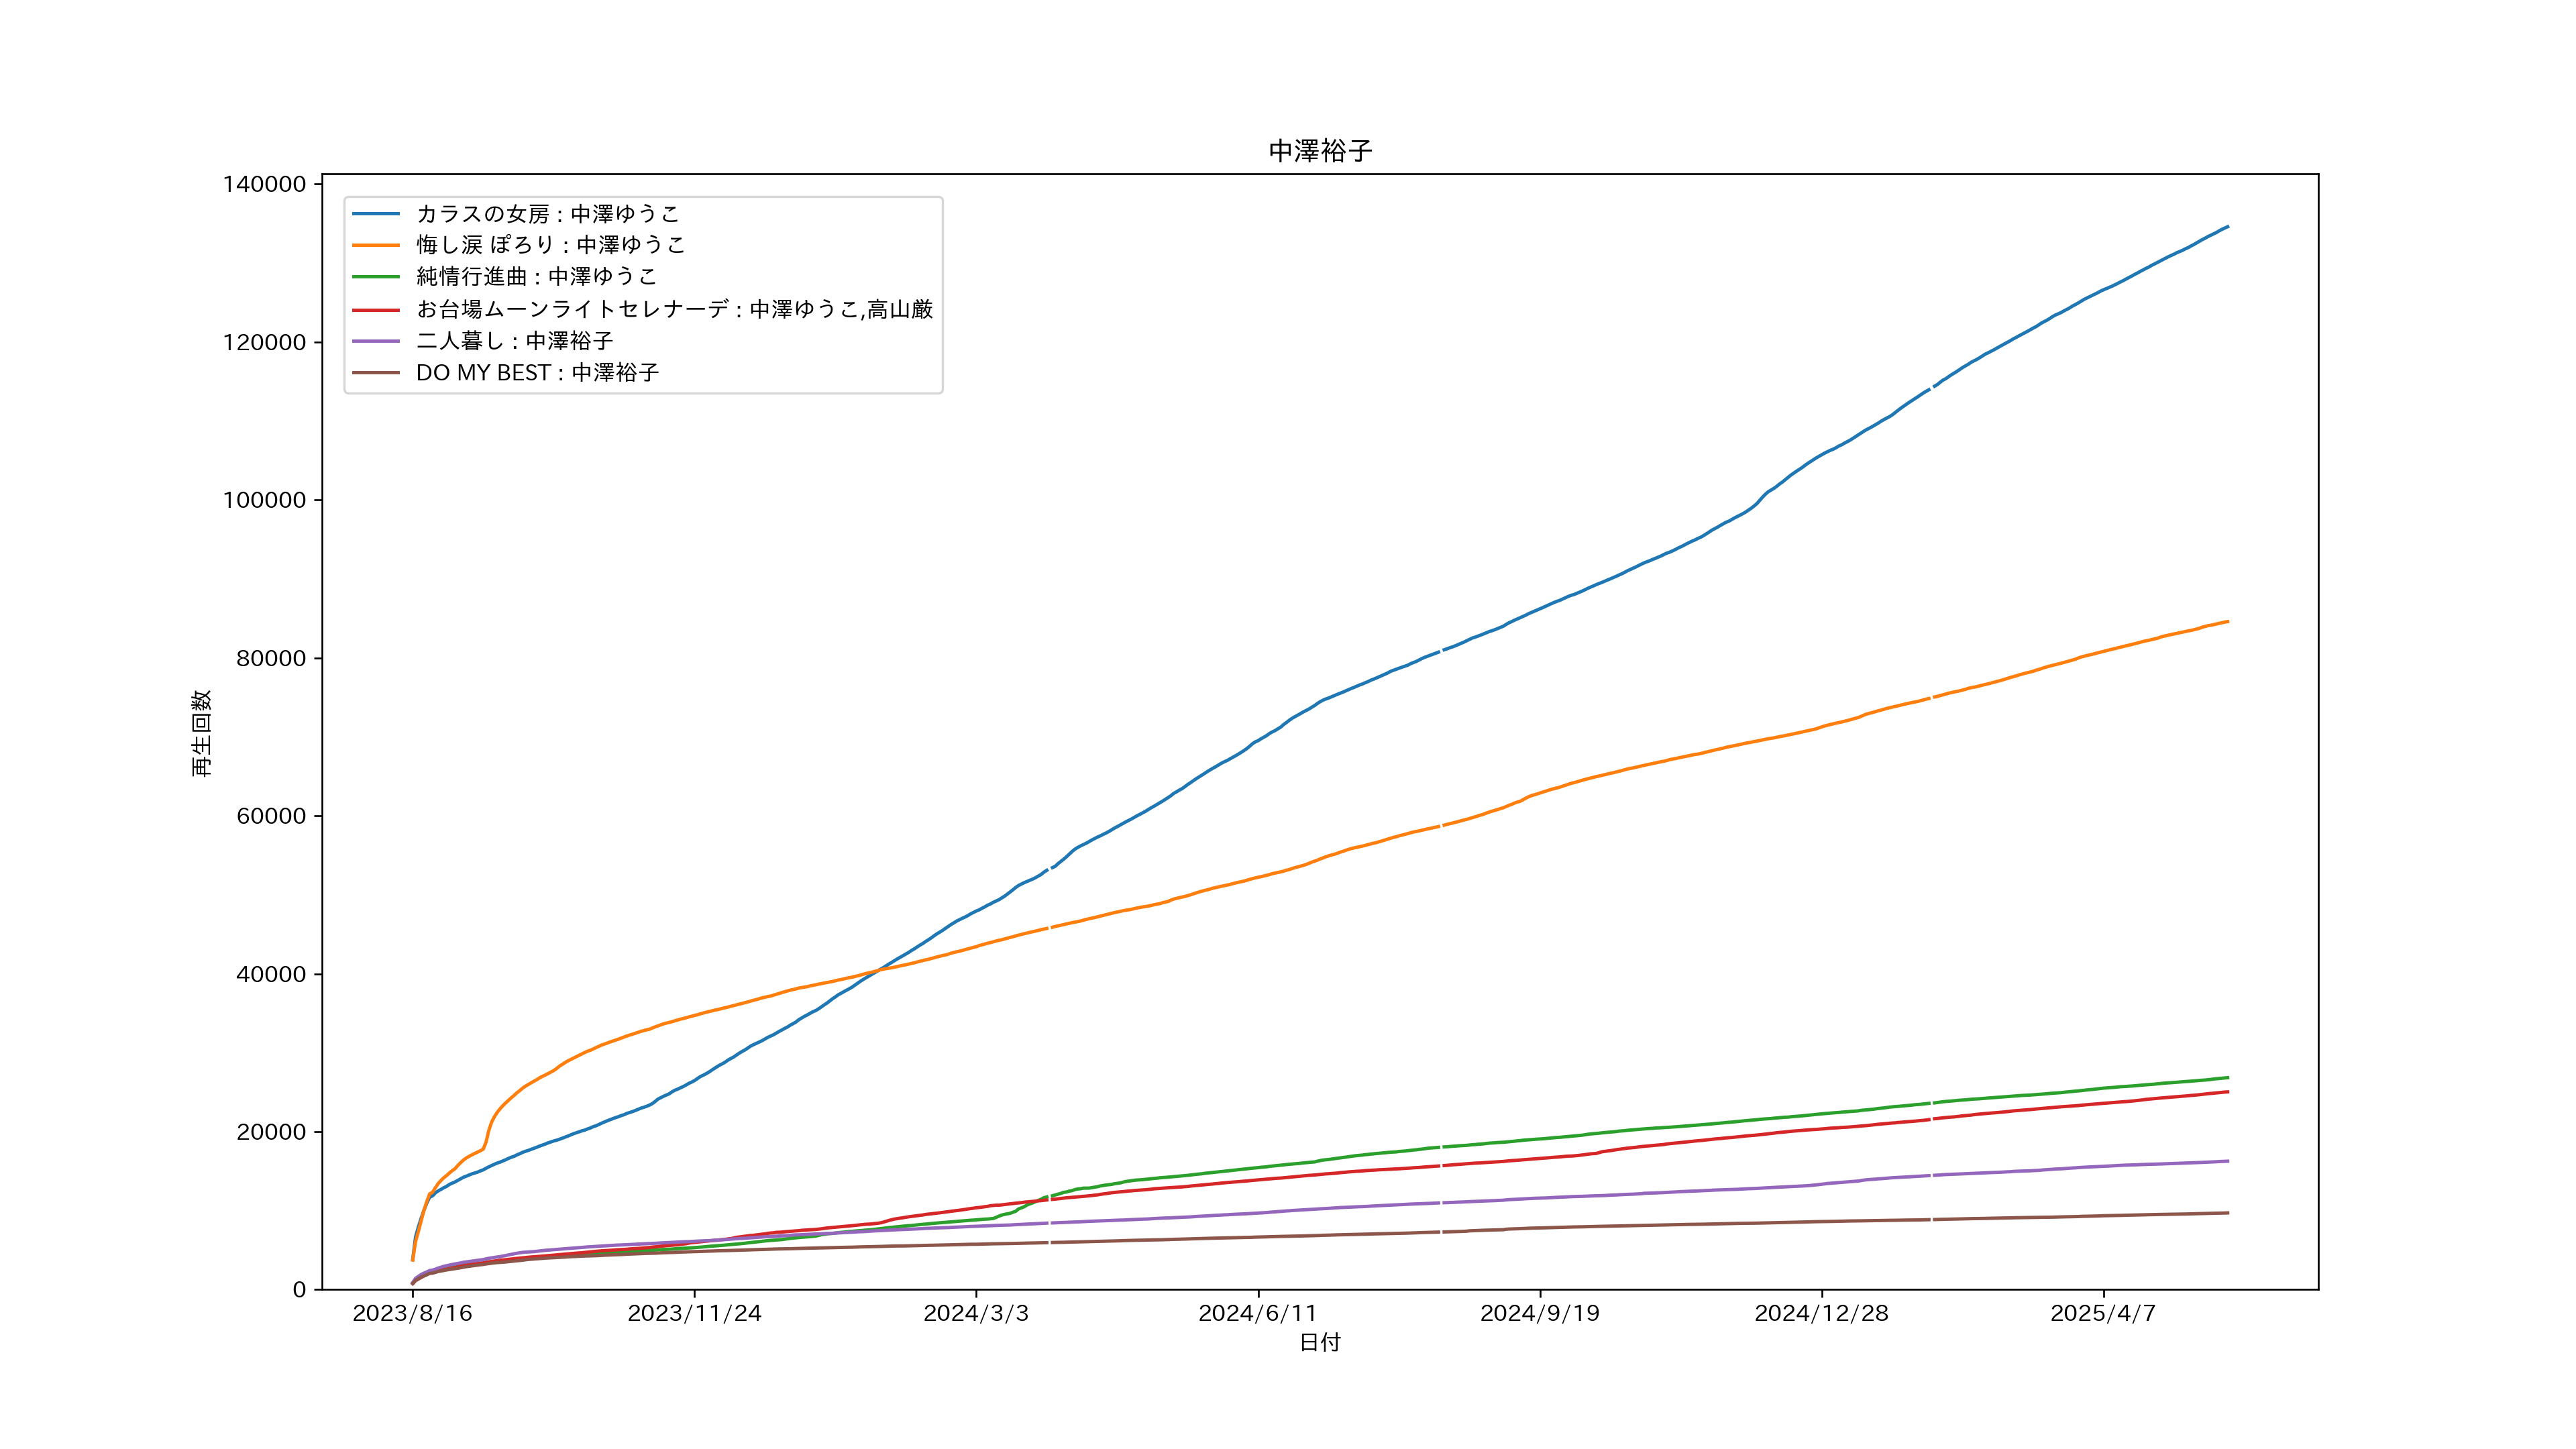 中澤裕子
140000
120000
100000
80000
60000
40000
20000
0
再生回数
カラスの女房 : 中澤ゆうこ
悔し涙 ぽろり : 中澤ゆうこ
純情行進曲 : 中澤ゆうこ
お台場ムーンライトセレナーデ : 中澤ゆうこ,高山厳
二人暮し : 中澤裕子
DO MY BEST : 中澤裕子
2023/8/16 2023/11/24 2024/3/3 2024/6/11 2024/9/19 2024/12/28 2025/4/7
日付